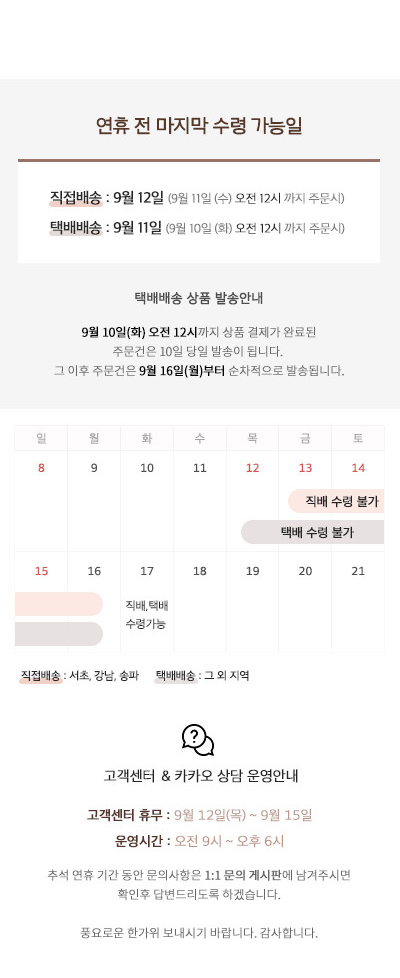 연휴 전 마지막 수령 가능일
직접배송 : 9월 12일 (9월 11일 (수) 오전 12시 까지 주문시)
택배배송 : 9월 11일 (9월 10일 (화) 오전 12시 까지 주문시)
택배배송 상품 발송안내
9월 10일(화) 오전 12시까지 상품 결제가 완료된
주문건은 10일 당일 발송이 됩니다.
그 이후 주문건은 9월 16일(월)부터 순차적으로 발송됩니다.
일 월 화 수 목 금 토
8 9 10 11 12 13 14
직배 수령 불가
택배 수령 불가
15 16 17 18 19 20 21
직배,택배
수령가능
직접배송 : 서초, 강남, 송파 택배배송 : 그 외 지역
고객센터 & 카카오 상담 운영안내
고객센터 휴무 : 9월 12일(목) ~ 9월 15일
운영시간 : 오전 9시 ~ 오후 6시
추석 연휴 기간 동안 문의사항은 1:1 문의 게시판에 남겨주시면
확인후 답변드리도록 하겠습니다.
풍요로운 한가위 보내시기 바랍니다. 감사합니다.